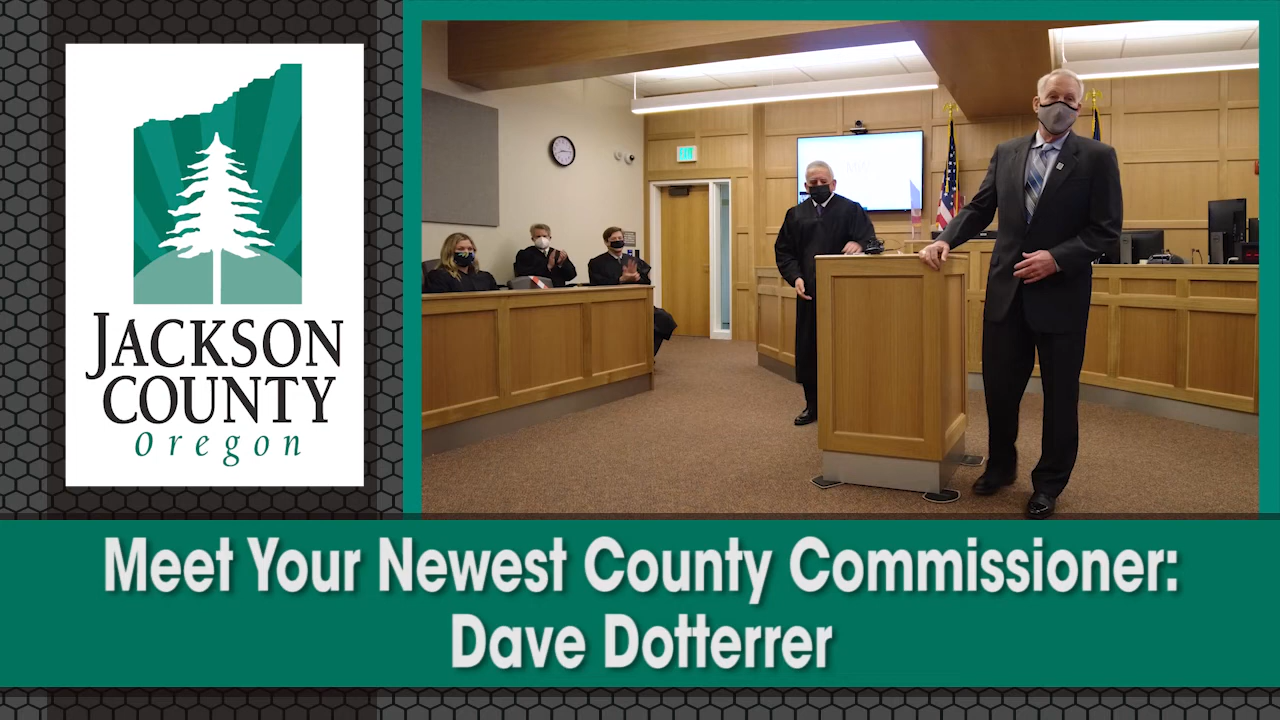 JACKSON
COUNTY
Oregon
Meet Your Newest County Commissioner:
Dave Dotterrer